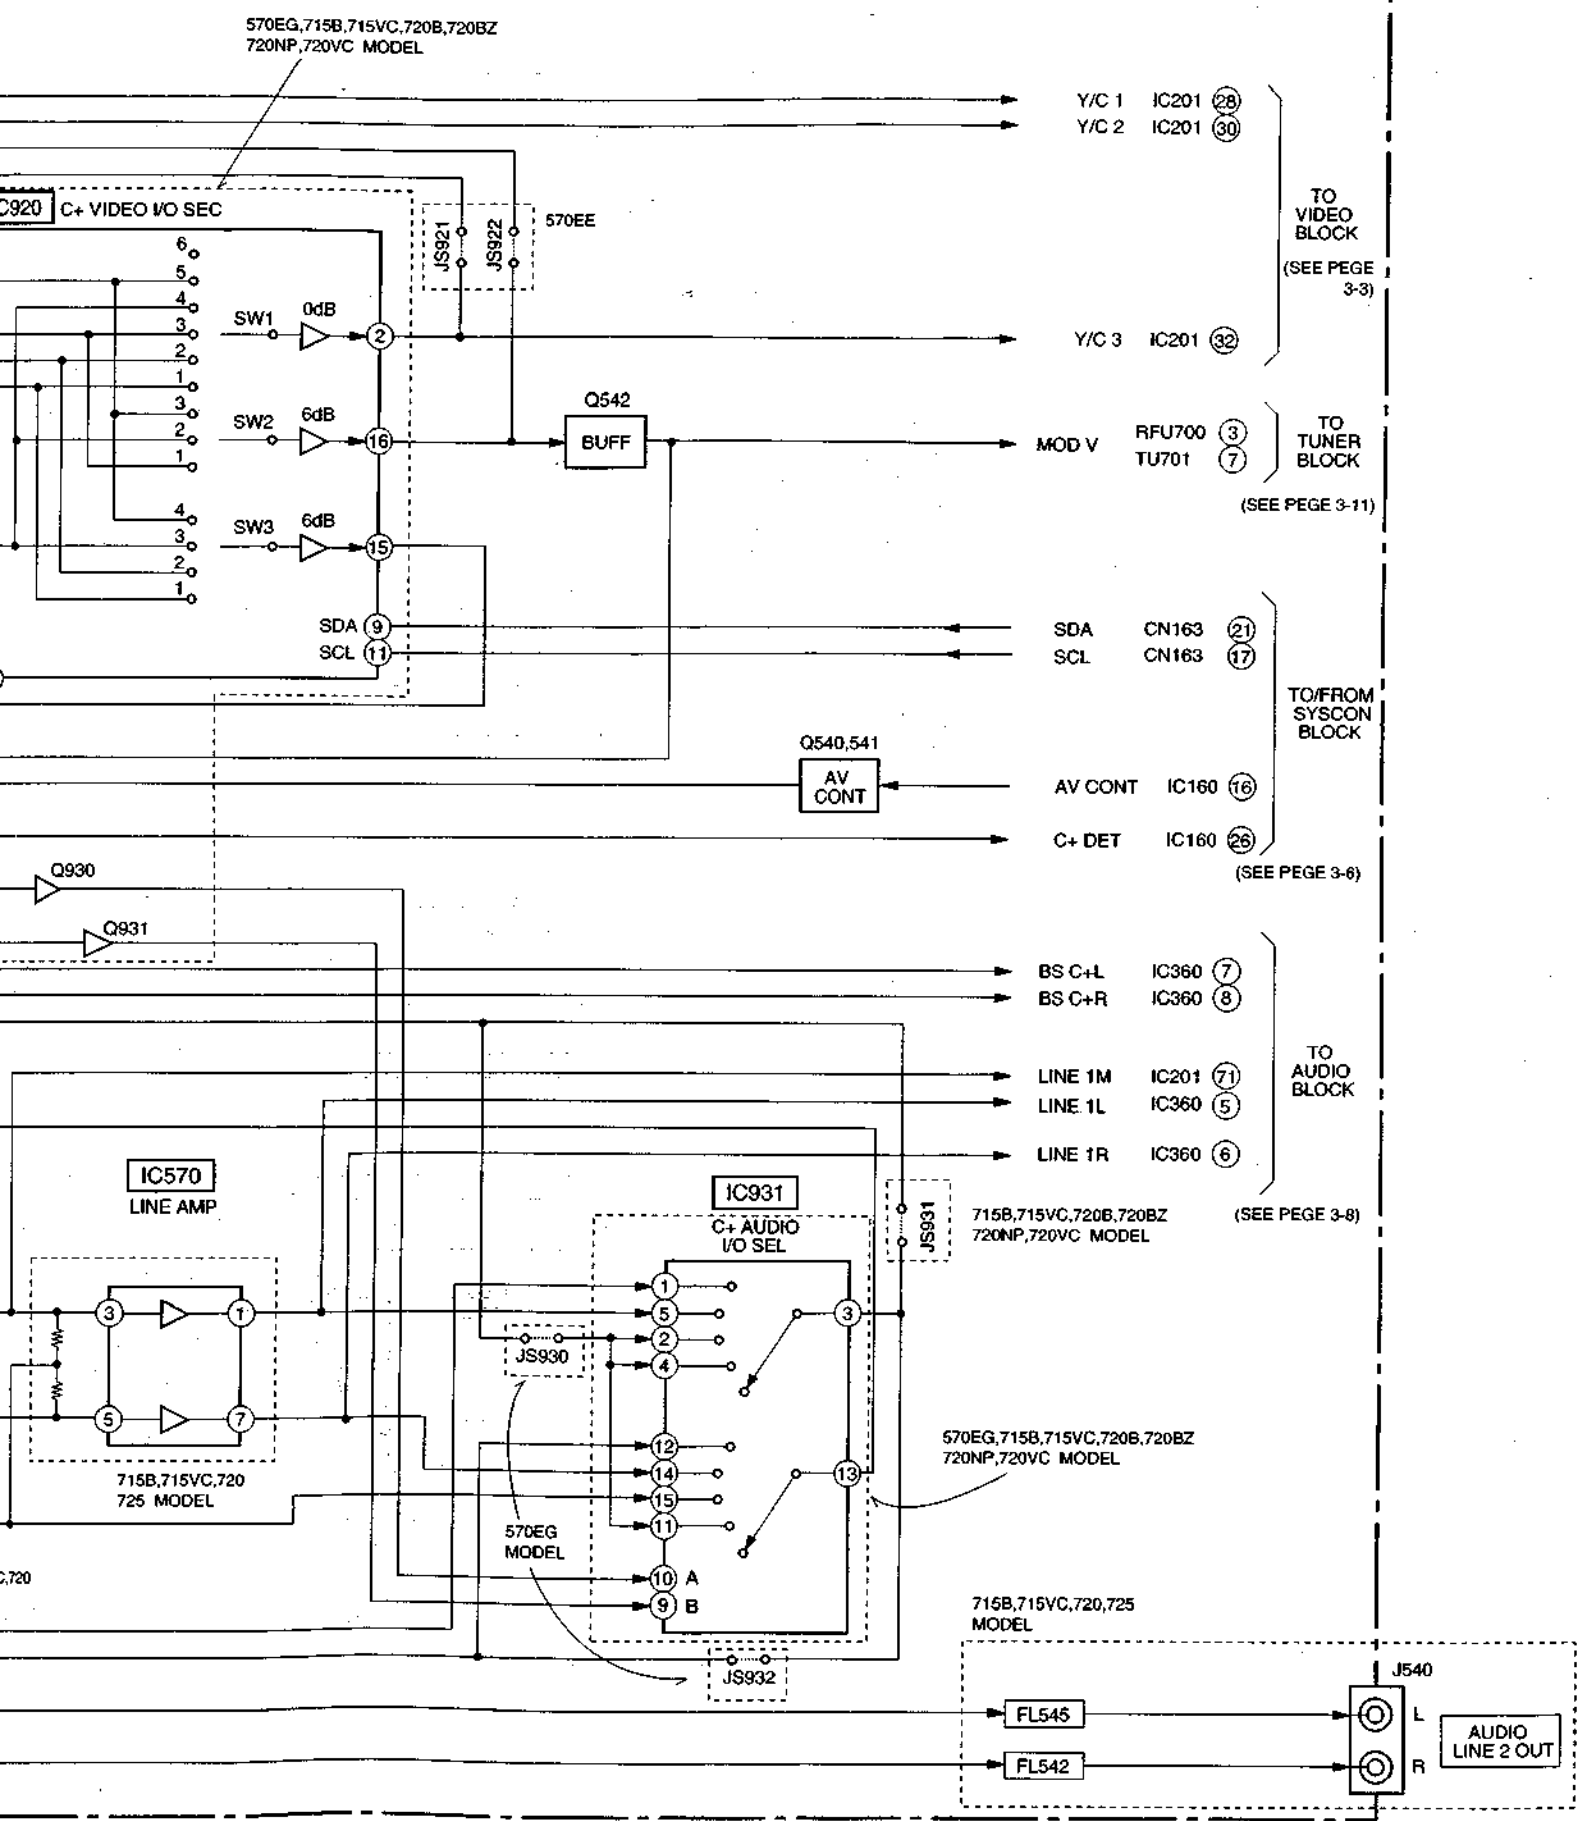 570EG,715B,715VC,720B,720BZ
720NP,720VC MODEL
Y/C 1 IC201 28
Y/C 2 IC201 30
TO
VIDEO
BLOCK
(SEE PEGE
3-3)
C920 C+ VIDEO I/O SEC
JS921
JS922
570EE
6
5
4
3
2
1
SW1
0dB
2
Y/C 3 IC201 32
3
2
1
SW2
6dB
16
Q542
BUFF
MOD V
RFU700 3
TU701 7
TO
TUNER
BLOCK
(SEE PEGE 3-11)
4
3
2
1
SW3
6dB
15
SDA 9
SCL 11
SDA CN163 21
SCL CN163 17
TO/FROM
SYSCON
BLOCK
Q540,541
AV
CONT
AV CONT IC160 16
C+ DET IC160 26
(SEE PEGE 3-6)
Q930
Q931
BS C+L IC360 7
BS C+R IC360 8
LINE 1M IC201 71
LINE 1L IC360 5
LINE 1R IC360 6
TO
AUDIO
BLOCK
(SEE PEGE 3-8)
IC570
LINE AMP
3
1
5
7
715B,715VC,720
725 MODEL
IC931
C+ AUDIO
I/O SEL
JS931
715B,715VC,720B,720BZ
720NP,720VC MODEL
1
5
2
4
3
JS930
12
14
15
11
13
10 A
9 B
570EG
MODEL
570EG,715B,715VC,720B,720BZ
720NP,720VC MODEL
C,720
JS932
715B,715VC,720,725
MODEL
J540
FL545
L
FL542
R
AUDIO
LINE 2 OUT